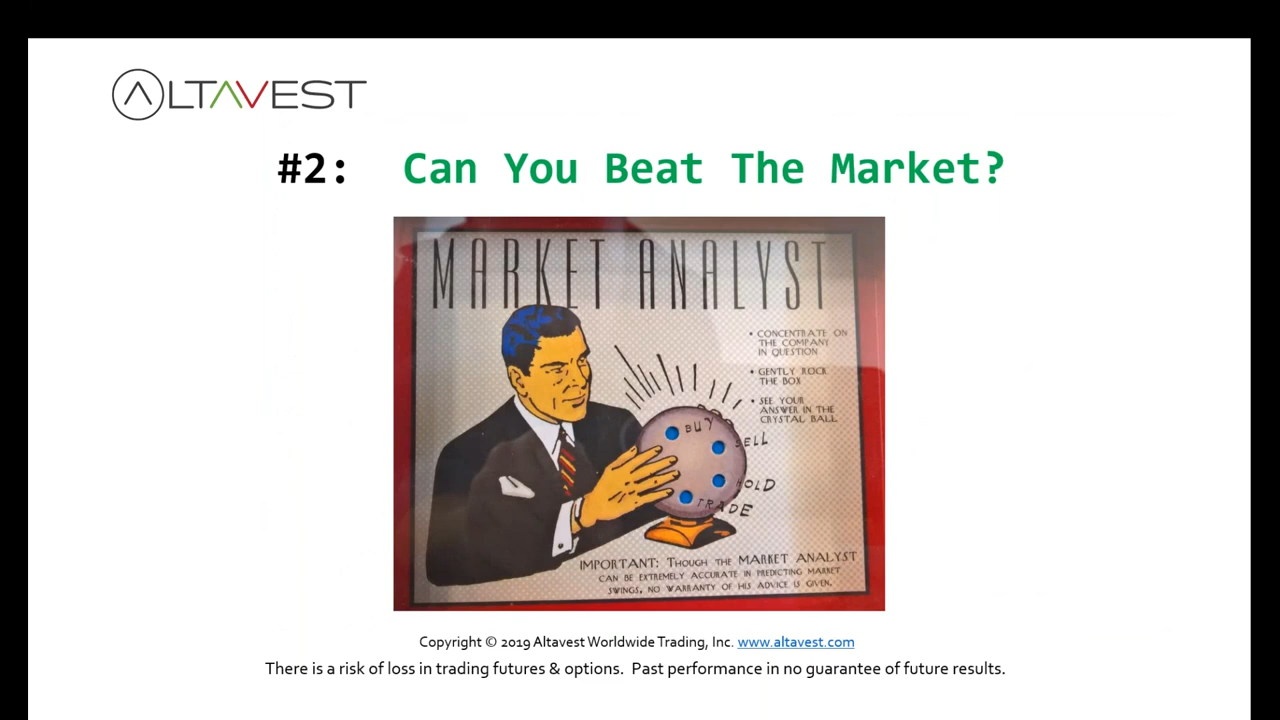 ALTAVEST
#2: Can You Beat The Market?
MARKET ANALYST
• CONCENTRATE ON
THE COMPANY
IN QUESTION
• GENTLY ROCK
THE BOX
• SEE YOUR
ANSWER IN THE
CRYSTAL BALL
BUY
SELL
HOLD
TRADE
IMPORTANT: THOUGH THE MARKET ANALYST
CAN BE EXTREMELY ACCURATE IN PREDICTING MARKET
SWINGS, NO WARRANTY OF HIS ADVICE IS GIVEN.
Copyright © 2019 Altavest Worldwide Trading, Inc. www.altavest.com
There is a risk of loss in trading futures & options. Past performance in no guarantee of future results.